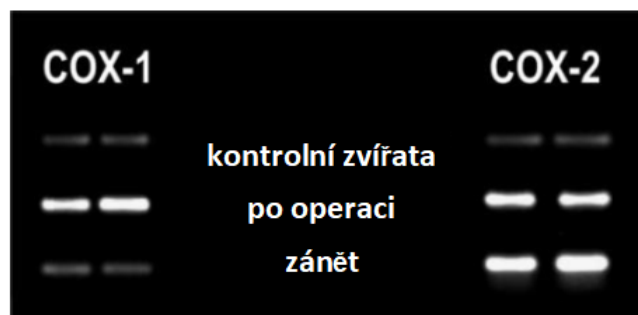 COX-1
COX-2
kontrolní zvířata
po operaci
zánět